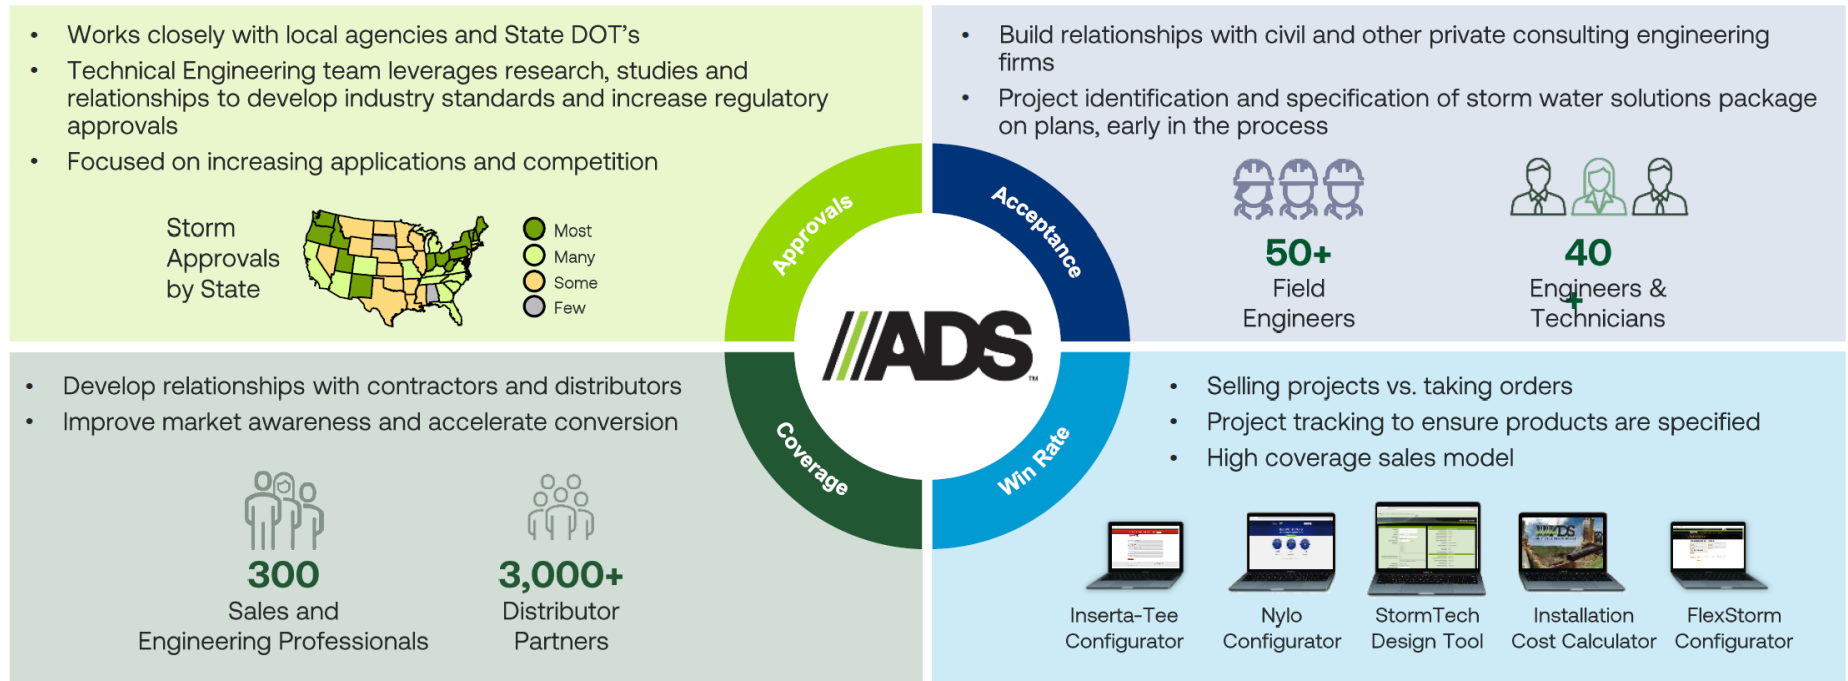 • Works closely with local agencies and State DOT's
• Technical Engineering team leverages research, studies and
relationships to develop industry standards and increase regulatory
approvals
• Focused on increasing applications and competition
Storm
Approvals
by State
Most
Many
Some
Few
• Build relationships with civil and other private consulting engineering
firms
• Project identification and specification of storm water solutions package
on plans, early in the process
50+
Field
Engineers
40
+
Engineers &
Technicians
Approvals
Acceptance
ADS™
Coverage
Win Rate
• Develop relationships with contractors and distributors
• Improve market awareness and accelerate conversion
300
Sales and
Engineering Professionals
3,000+
Distributor
Partners
• Selling projects vs. taking orders
• Project tracking to ensure products are specified
• High coverage sales model
Inserta-Tee
Configurator
Nylo
Configurator
StormTech
Design Tool
Installation
Cost Calculator
FlexStorm
Configurator